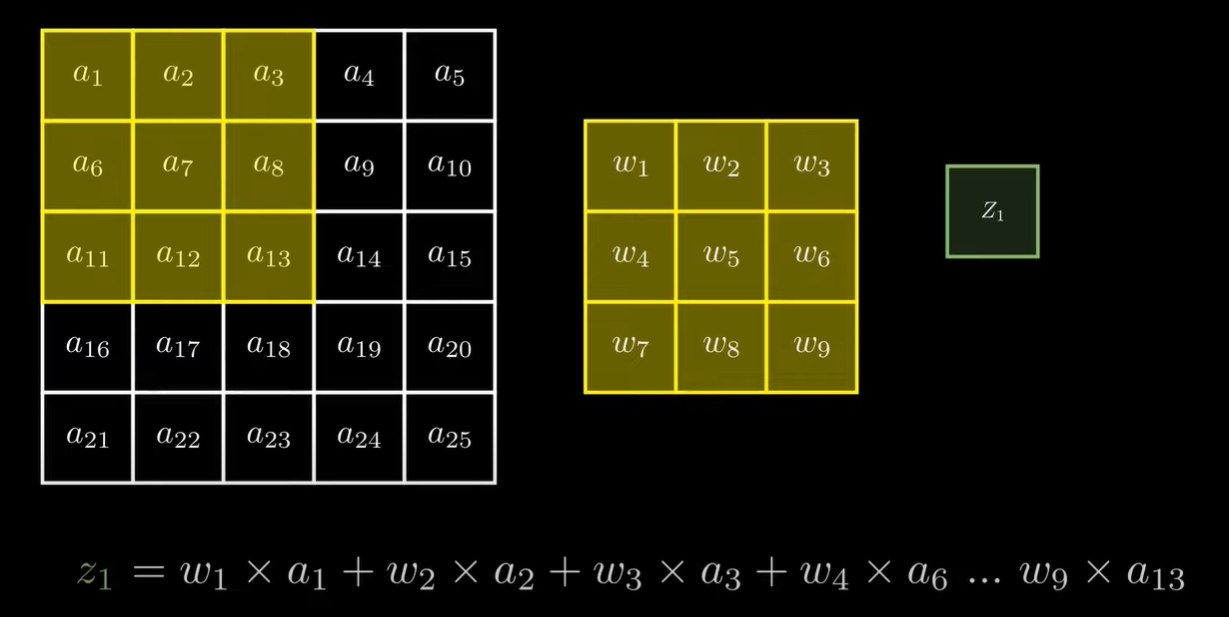 a₁ a₂ a₃ a₄ a₅
a₆ a₇ a₈ a₉ a₁₀
w₁ w₂ w₃
z₁
a₁₁ a₁₂ a₁₃ a₁₄ a₁₅
w₄ w₅ w₆
a₁₆ a₁₇ a₁₈ a₁₉ a₂₀
w₇ w₈ w₉
a₂₁ a₂₂ a₂₃ a₂₄ a₂₅
z₁ = w₁ × a₁ + w₂ × a₂ + w₃ × a₃ + w₄ × a₆ ... w₉ × a₁₃